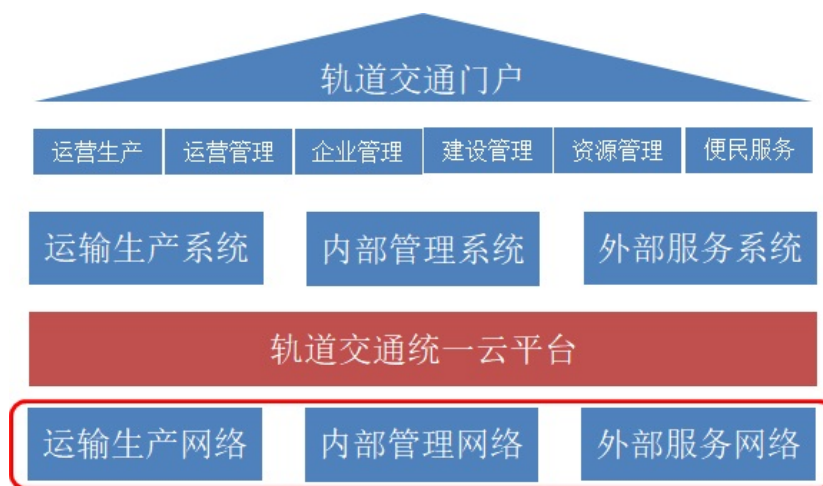 轨道交通门户
运营生产 运营管理 企业管理 建设管理 资源管理 便民服务
运输生产系统 内部管理系统 外部服务系统
轨道交通统一云平台
运输生产网络 内部管理网络 外部服务网络